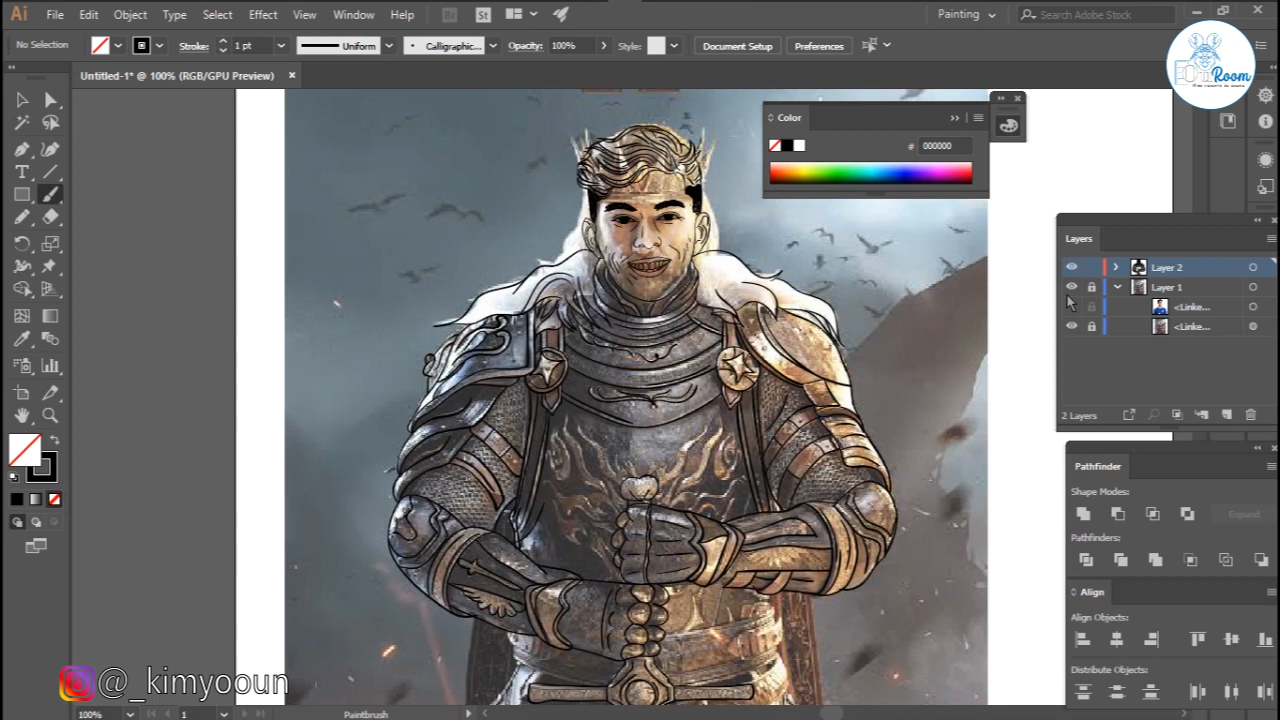 Ai File Edit Object Type Select Effect View Window Help Br St Painting Search Adobe Stock
No Selection Stroke: 1 pt Uniform Calligraphic... Opacity: 100% Style: Document Setup Preferences
Room
Untitled-1* @ 100% (RGB/GPU Preview)
Color
# 000000
Layers
Layer 2
Layer 1
<Linke...
<Linke...
2 Layers
Pathfinder
Shape Modes:
Expand
Pathfinders:
Align
Align Objects:
Distribute Objects:
@_kimyooun
100% 1 Paintbrush